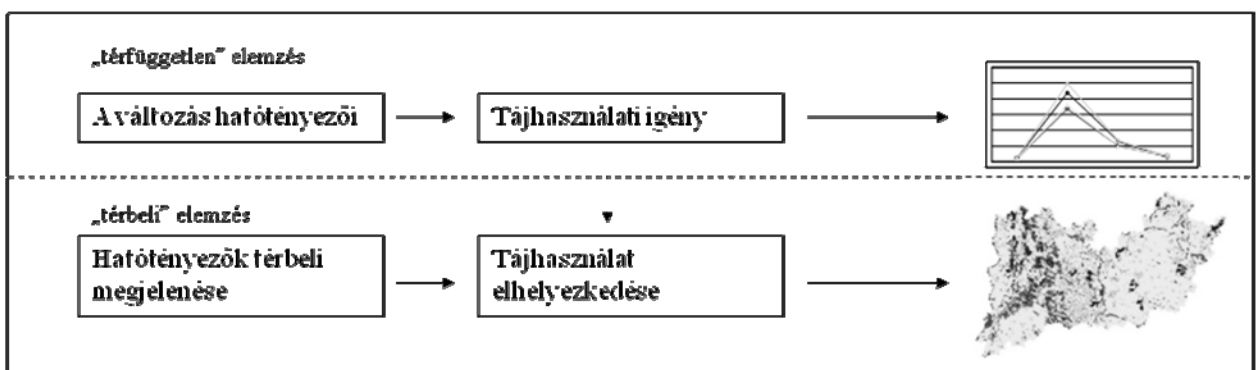 „térfüggetlen” elemzés
A változás hatótényezői
Tájhasználati igény
„térbeli” elemzés
Hatótényezők térbeli
megjelenése
Tájhasználat
elhelyezkedése